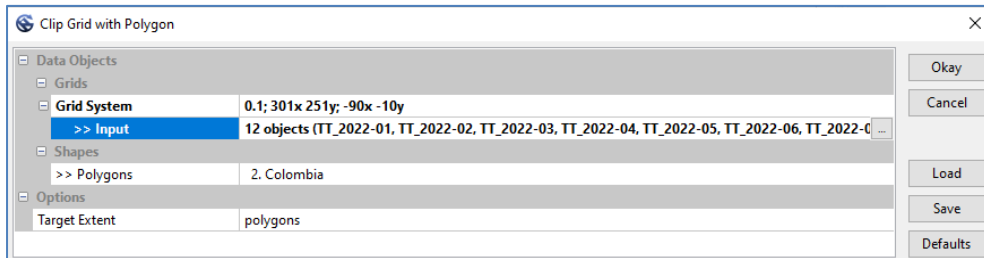 Clip Grid with Polygon
Data Objects
Grids
Grid System 0.1; 301x 251y; -90x -10y
>> Input 12 objects (TT_2022-01, TT_2022-02, TT_2022-03, TT_2022-04, TT_2022-05, TT_2022-06, TT_2022-0 ...
Shapes
>> Polygons 2. Colombia
Options
Target Extent polygons
Okay
Cancel
Load
Save
Defaults